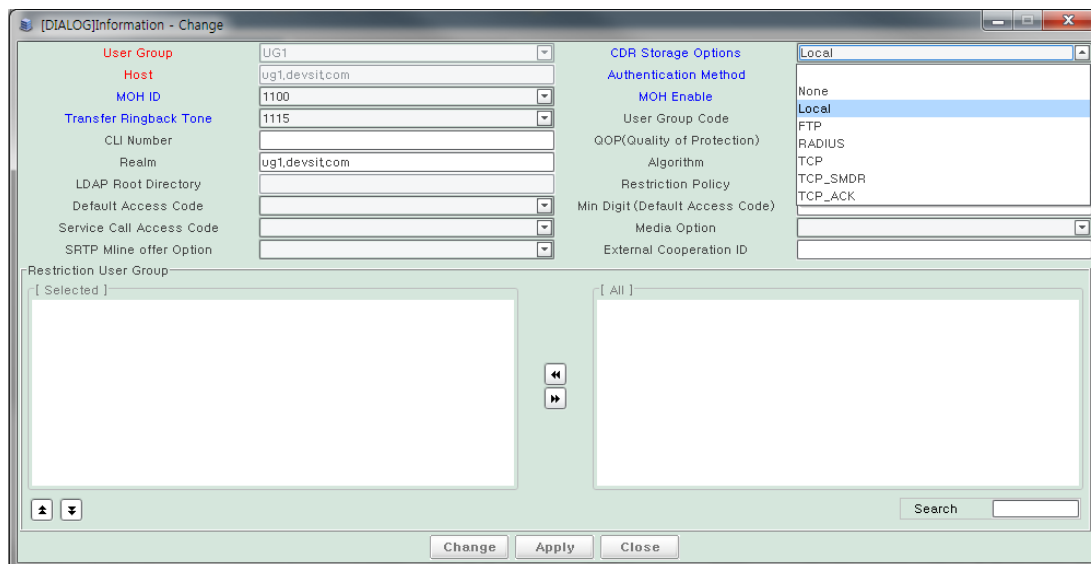 [DIALOG]Information - Change
User Group UG1 CDR Storage Options Local
Host ug1,devsit,com Authentication Method
MOH ID 1100 MOH Enable None
Transfer Ringback Tone 1115 User Group Code Local
CLI Number QOP(Quality of Protection) FTP
Realm ug1,devsit,com Algorithm RADIUS
TCP
LDAP Root Directory Restriction Policy TCP_SMDR
Default Access Code Min Digit (Default Access Code) TCP_ACK
Service Call Access Code Media Option
SRTP Mline offer Option External Cooperation ID
Restriction User Group
[ Selected ] [ All ]
Search
Change Apply Close